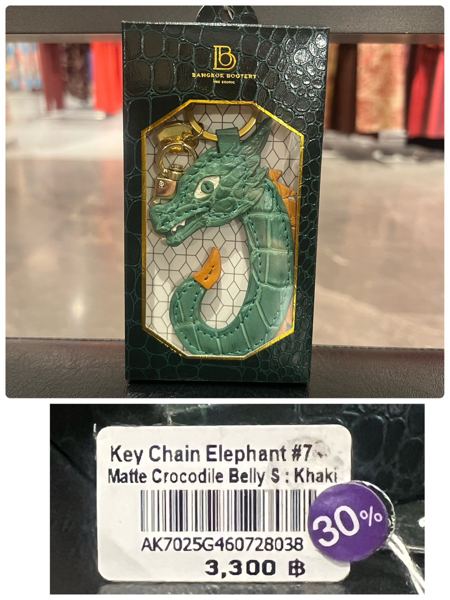 B
BANGKOK BOOTERY
Key Chain Elephant #7
Matte Crocodile Belly S : Khaki
AK7025G460728038
3,300 ฿
30%